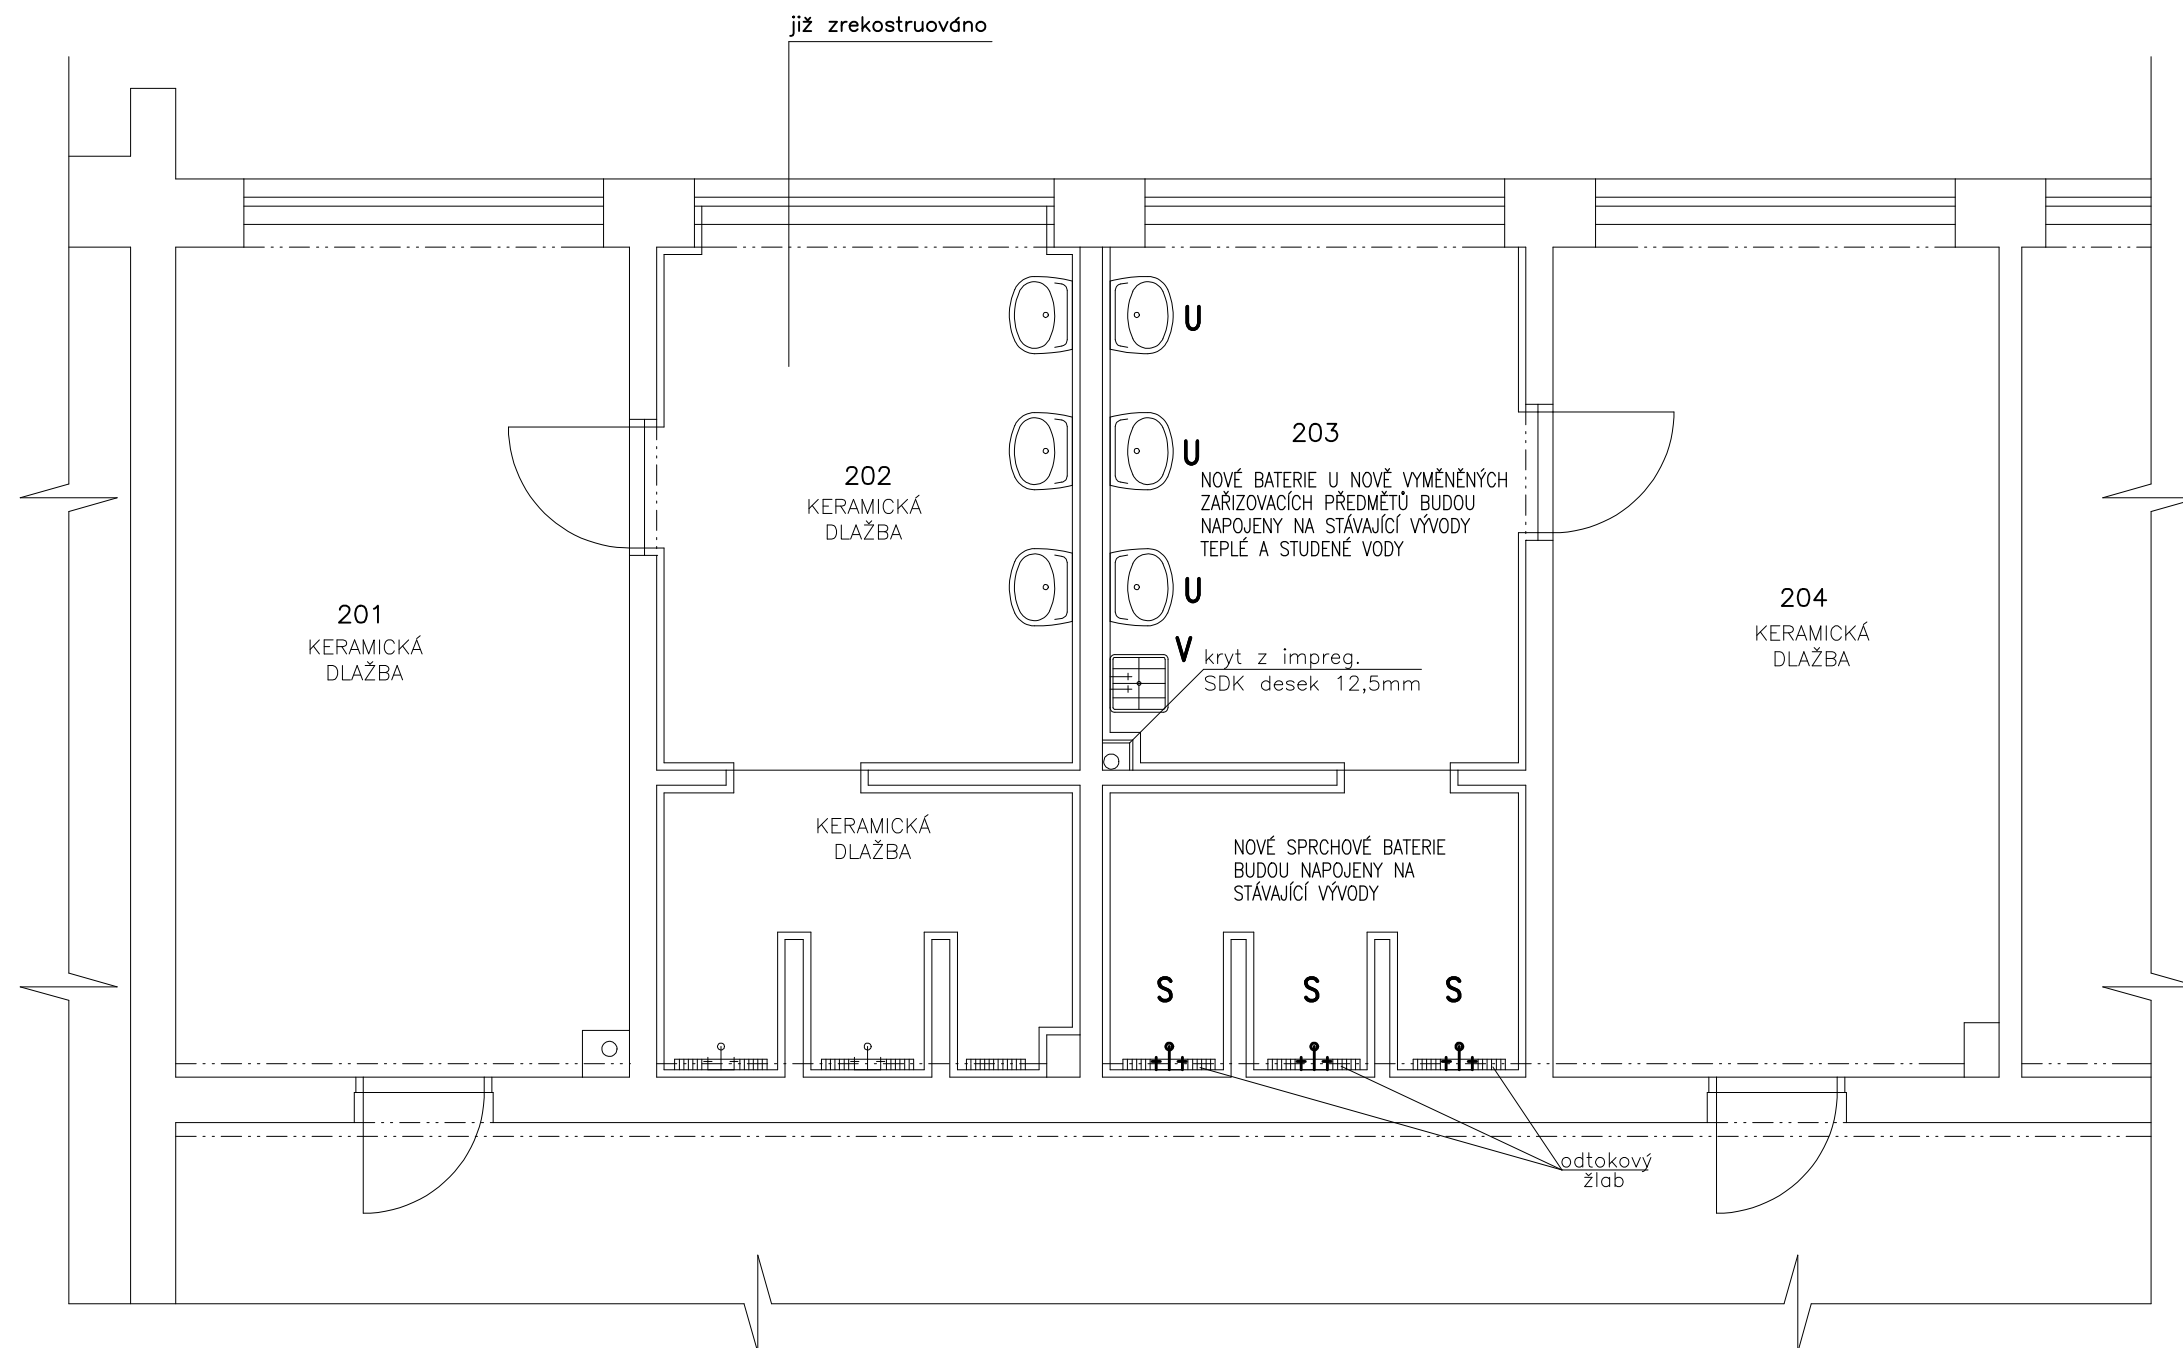 již zrekostruováno
201
KERAMICKÁ
DLAŽBA
202
KERAMICKÁ
DLAŽBA
KERAMICKÁ
DLAŽBA
U
U
U
V
203
NOVÉ BATERIE U NOVĚ VYMĚNĚNÝCH
ZAŘIZOVACÍCH PŘEDMĚTŮ BUDOU
NAPOJENY NA STÁVAJÍCÍ VÝVODY
TEPLÉ A STUDENÉ VODY
kryt z impreg.
SDK desek 12,5mm
NOVÉ SPRCHOVÉ BATERIE
BUDOU NAPOJENY NA
STÁVAJÍCÍ VÝVODY
S
S
S
odtokový
žlab
204
KERAMICKÁ
DLAŽBA